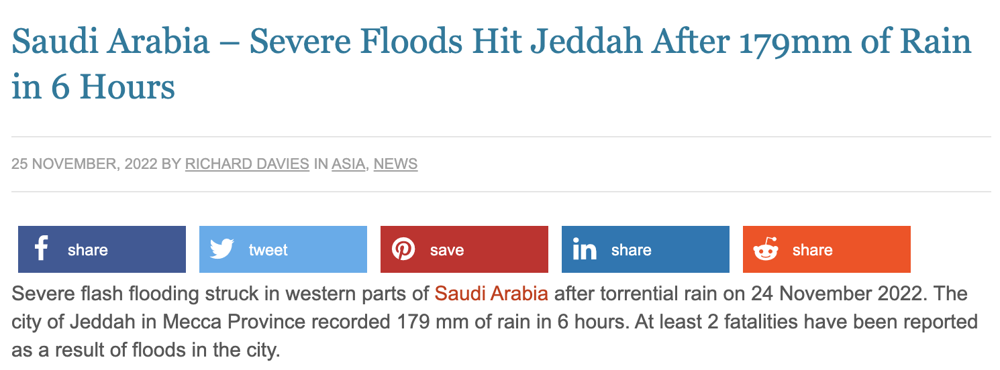 Saudi Arabia – Severe Floods Hit Jeddah After 179mm of Rain
in 6 Hours
25 NOVEMBER, 2022 BY RICHARD DAVIES IN ASIA, NEWS
share tweet save share share
Severe flash flooding struck in western parts of Saudi Arabia after torrential rain on 24 November 2022. The
city of Jeddah in Mecca Province recorded 179 mm of rain in 6 hours. At least 2 fatalities have been reported
as a result of floods in the city.